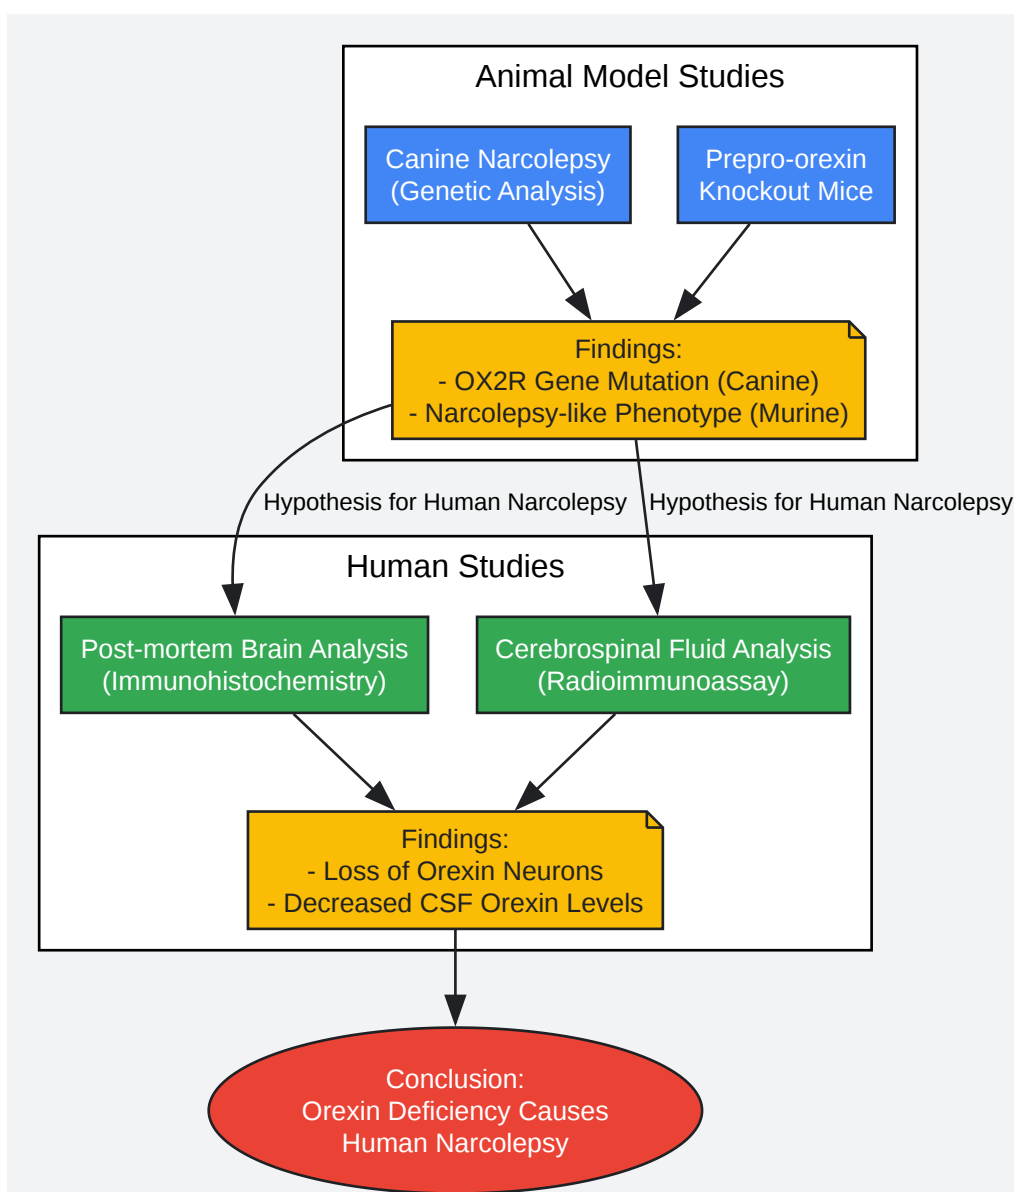 Animal Model Studies
Canine Narcolepsy
(Genetic Analysis)
Prepro-orexin
Knockout Mice
Findings:
- OX2R Gene Mutation (Canine)
- Narcolepsy-like Phenotype (Murine)
Hypothesis for Human Narcolepsy
Hypothesis for Human Narcolepsy
Human Studies
Post-mortem Brain Analysis
(Immunohistochemistry)
Cerebrospinal Fluid Analysis
(Radioimmunoassay)
Findings:
- Loss of Orexin Neurons
- Decreased CSF Orexin Levels
Conclusion:
Orexin Deficiency Causes
Human Narcolepsy